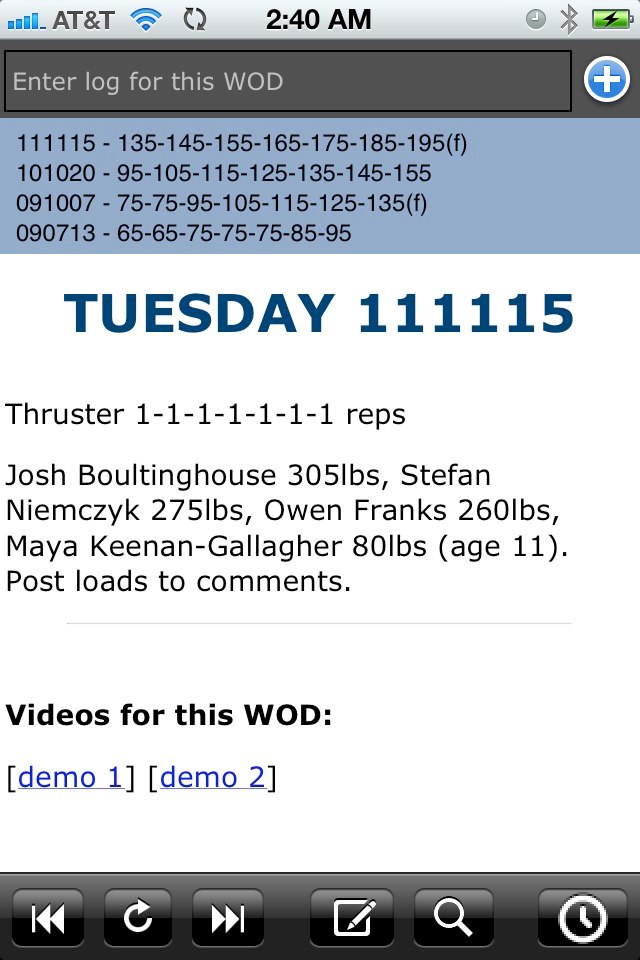 AT&T 2:40 AM
Enter log for this WOD
111115 - 135-145-155-165-175-185-195(f)
101020 - 95-105-115-125-135-145-155
091007 - 75-75-95-105-115-125-135(f)
090713 - 65-65-75-75-75-85-95
TUESDAY 111115
Thruster 1-1-1-1-1-1-1 reps
Josh Boultinghouse 305lbs, Stefan
Niemczyk 275lbs, Owen Franks 260lbs,
Maya Keenan-Gallagher 80lbs (age 11).
Post loads to comments.
Videos for this WOD:
[demo 1] [demo 2]